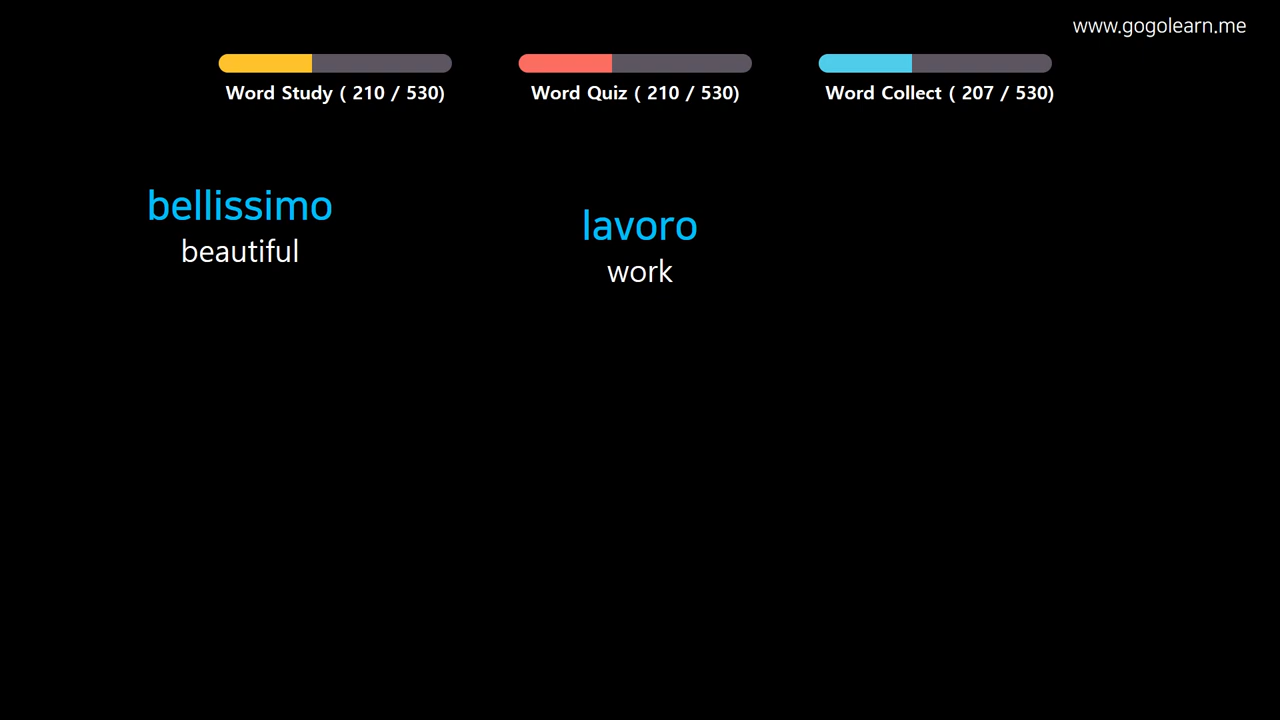 www.gogolearn.me
Word Study ( 210 / 530)
Word Quiz ( 210 / 530)
Word Collect ( 207 / 530)
bellissimo
beautiful
lavoro
work